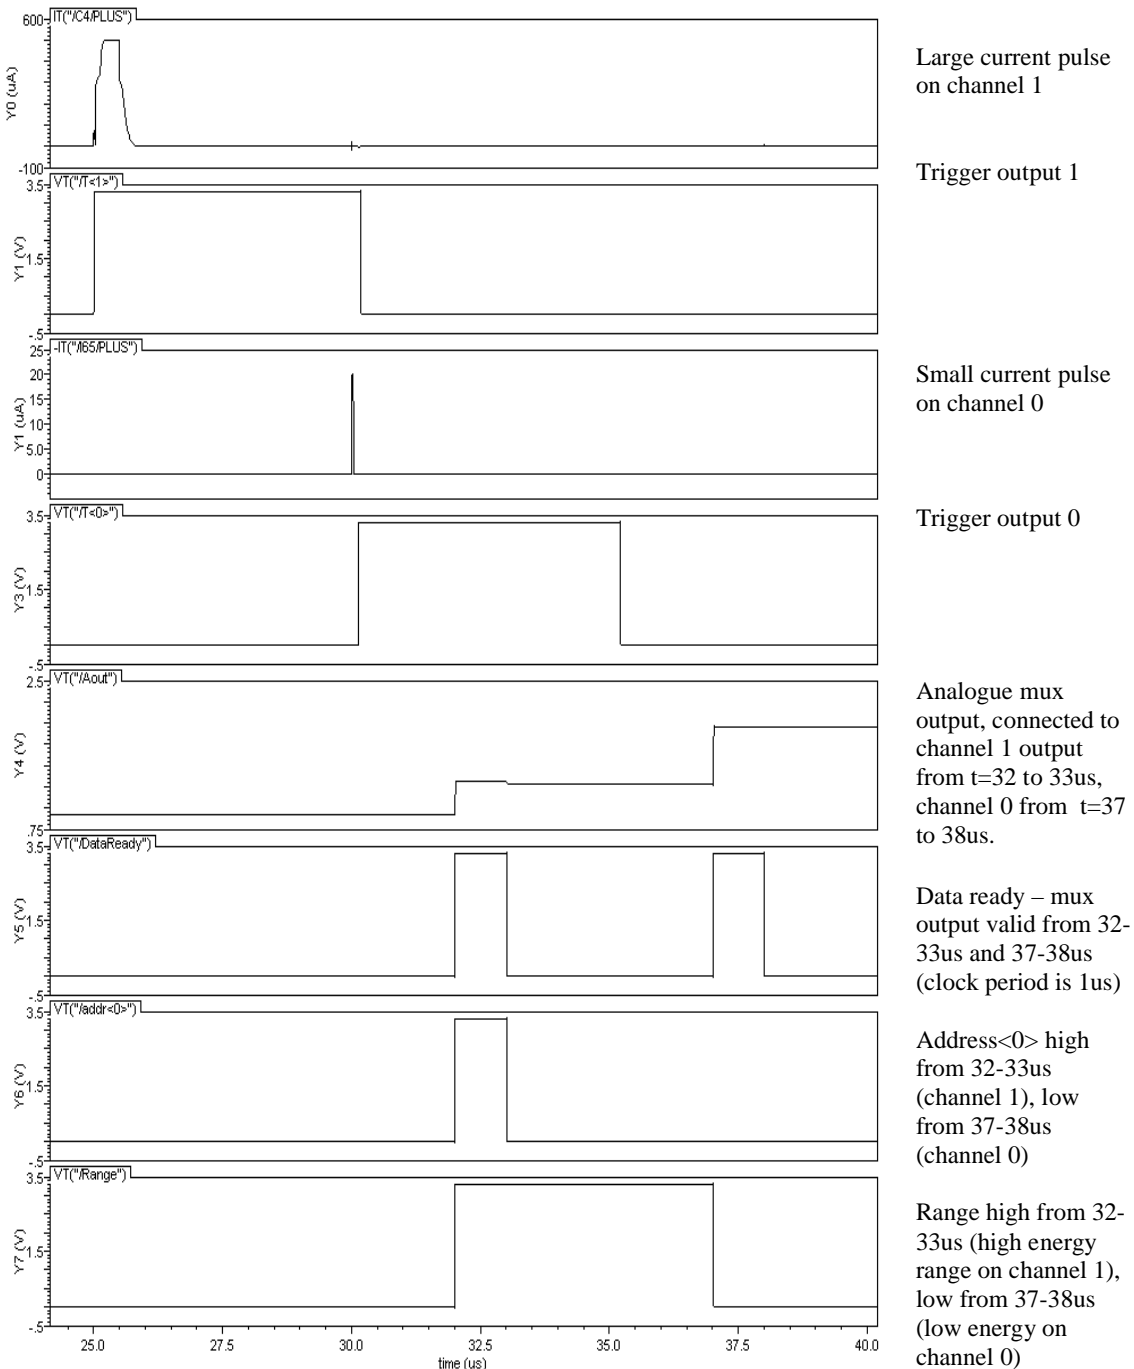 600
IT("/C4/PLUS")
Y0 (uA)
-100
Large current pulse
on channel 1
3.5
VT("/T<1>")
Y1 (V)
1.5
-.5
Trigger output 1
25
-IT("/I65/PLUS")
20
15
10
5.0
0
Y1 (uA)
Small current pulse
on channel 0
3.5
VT("/T<0>")
Y3 (V)
1.5
-.5
Trigger output 0
2.5
VT("/Aout")
Y4 (V)
.75
Analogue mux
output, connected to
channel 1 output
from t=32 to 33us,
channel 0 from t=37
to 38us.
3.5
VT("/DataReady")
Y5 (V)
1.5
-.5
Data ready – mux
output valid from 32-
33us and 37-38us
(clock period is 1us)
3.5
VT("/addr<0>")
Y6 (V)
1.5
-.5
Address<0> high
from 32-33us
(channel 1), low
from 37-38us
(channel 0)
3.5
VT("/Range")
Y7 (V)
1.5
-.5
Range high from 32-
33us (high energy
range on channel 1),
low from 37-38us
(low energy on
channel 0)
25.0 27.5 30.0 32.5 35.0 37.5 40.0
time (us)